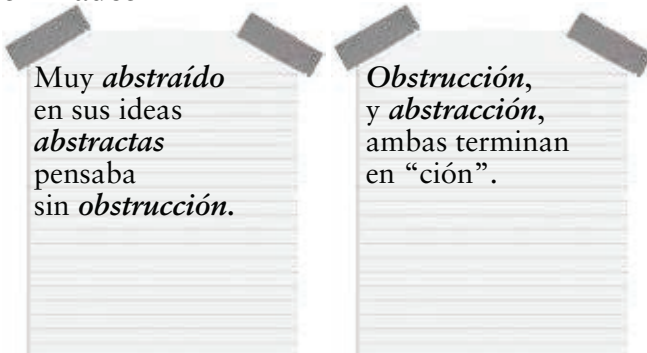 Muy abstraído
en sus ideas
abstractas
pensaba
sin obstrucción.
Obstrucción,
y abstracción,
ambas terminan
en “ción”.